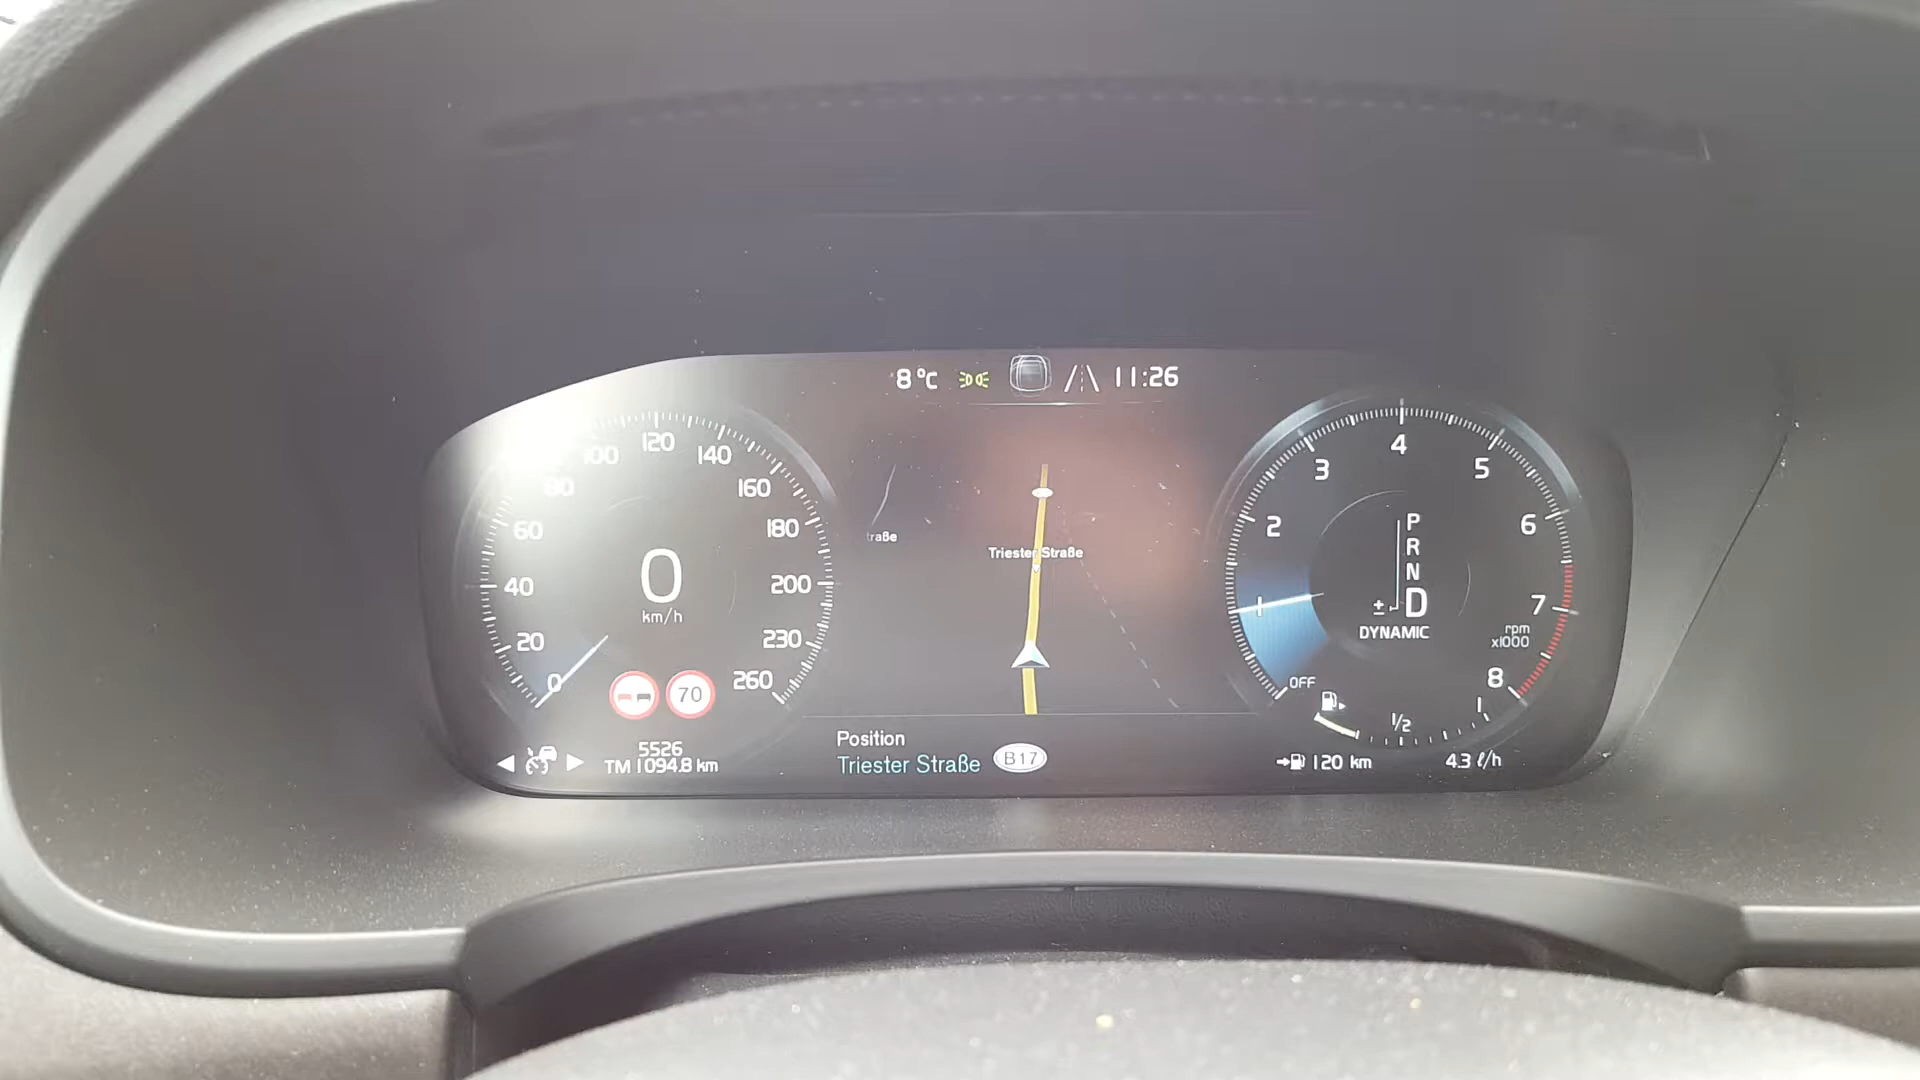 8 °C 11:26
0 20 40 60 80 100 120 140 160 180 200 230 260
0
km/h
70
5526
TM 1094.8 km
traße
Triester Straße
Position
Triester Straße B17
OFF 1 2 3 4 5 6 7 8
P
R
N
± D
DYNAMIC
rpm
x1000
1/2 1
120 km 4.3 ℓ/h